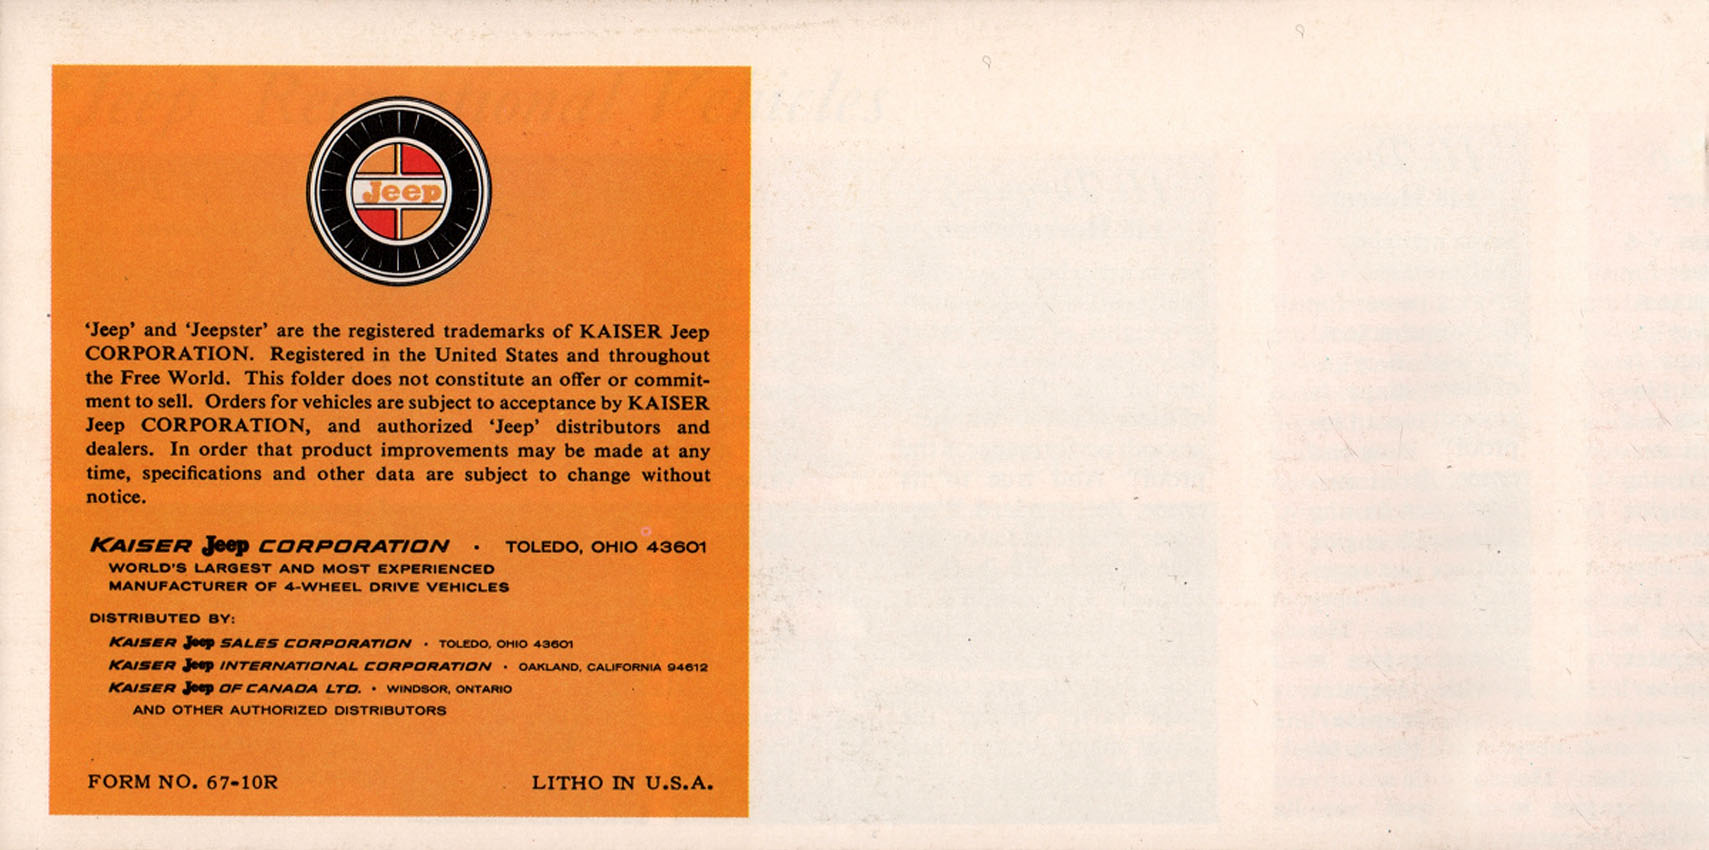 Jeep
‘Jeep’ and ‘Jeepster’ are the registered trademarks of KAISER Jeep
CORPORATION. Registered in the United States and throughout
the Free World. This folder does not constitute an offer or commit-
ment to sell. Orders for vehicles are subject to acceptance by KAISER
Jeep CORPORATION, and authorized ‘Jeep’ distributors and
dealers. In order that product improvements may be made at any
time, specifications and other data are subject to change without
notice.
KAISER Jeep CORPORATION · TOLEDO, OHIO 43601
WORLD'S LARGEST AND MOST EXPERIENCED
MANUFACTURER OF 4-WHEEL DRIVE VEHICLES
DISTRIBUTED BY:
KAISER Jeep SALES CORPORATION · TOLEDO, OHIO 43601
KAISER Jeep INTERNATIONAL CORPORATION · OAKLAND, CALIFORNIA 94612
KAISER Jeep OF CANADA LTD. · WINDSOR, ONTARIO
AND OTHER AUTHORIZED DISTRIBUTORS
FORM NO. 67-10R LITHO IN U.S.A.